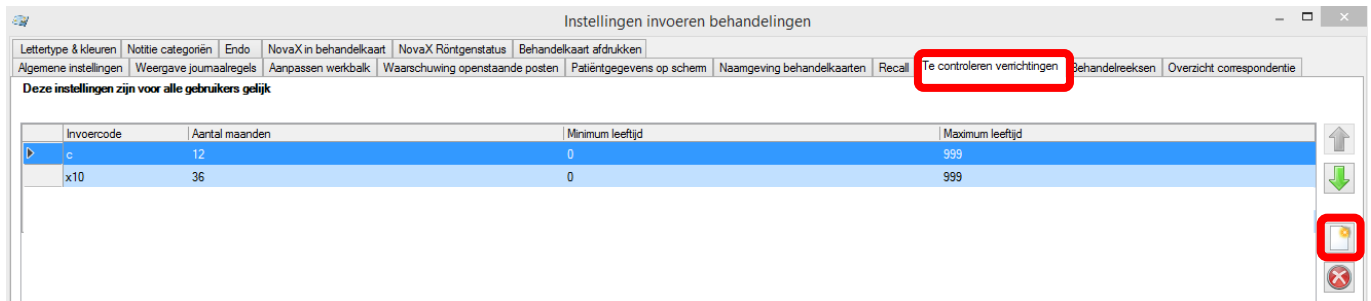 Instellingen invoeren behandelingen
Lettertype & kleuren Notitie categoriën Endo NovaX in behandelkaart NovaX Röntgenstatus Behandelkaart afdrukken
Algemene instellingen Weergave journaalregels Aanpassen werkbalk Waarschuwing openstaande posten Patiëntgegevens op scherm Naamgeving behandelkaarten Recall Te controleren verrichtingen Behandelreeksen Overzicht correspondentie
Deze instellingen zijn voor alle gebruikers gelijk
Invoercode Aantal maanden Minimum leeftijd Maximum leeftijd
c 12 0 999
x10 36 0 999